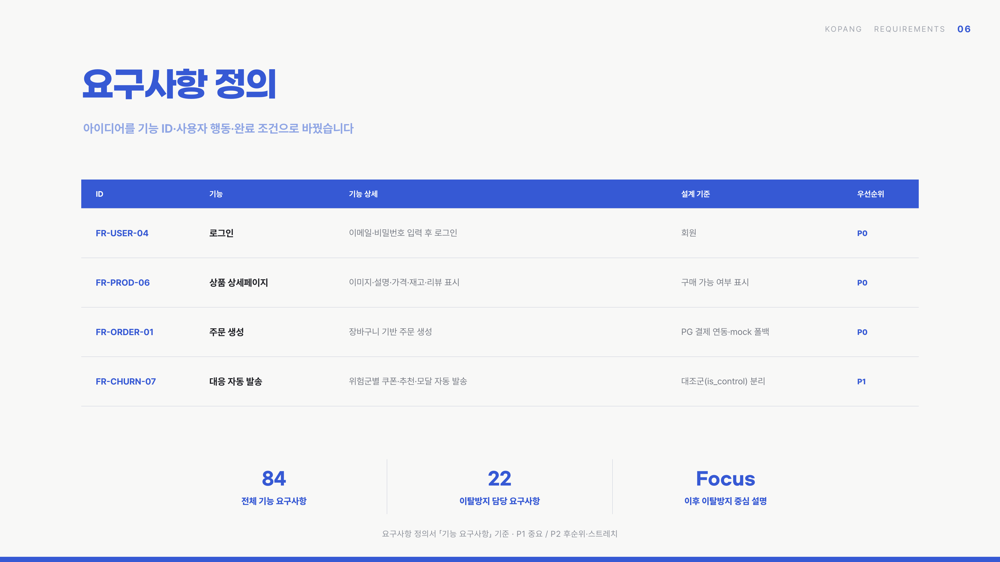 KOPANG REQUIREMENTS 06
요구사항 정의
아이디어를 기능 ID·사용자 행동·완료 조건으로 바꿨습니다
ID 기능 기능 상세 설계 기준 우선순위
FR-USER-04 로그인 이메일·비밀번호 입력 후 로그인 회원 P0
FR-PROD-06 상품 상세페이지 이미지·설명·가격·재고·리뷰 표시 구매 가능 여부 표시 P0
FR-ORDER-01 주문 생성 장바구니 기반 주문 생성 PG 결제 연동·mock 폴백 P0
FR-CHURN-07 대응 자동 발송 위험군별 쿠폰·추천·모달 자동 발송 대조군(is_control) 분리 P1
84 22 Focus
전체 기능 요구사항 이탈방지 담당 요구사항 이후 이탈방지 중심 설명
요구사항 정의서 「기능 요구사항」 기준 · P1 중요 / P2 후순위·스트레치